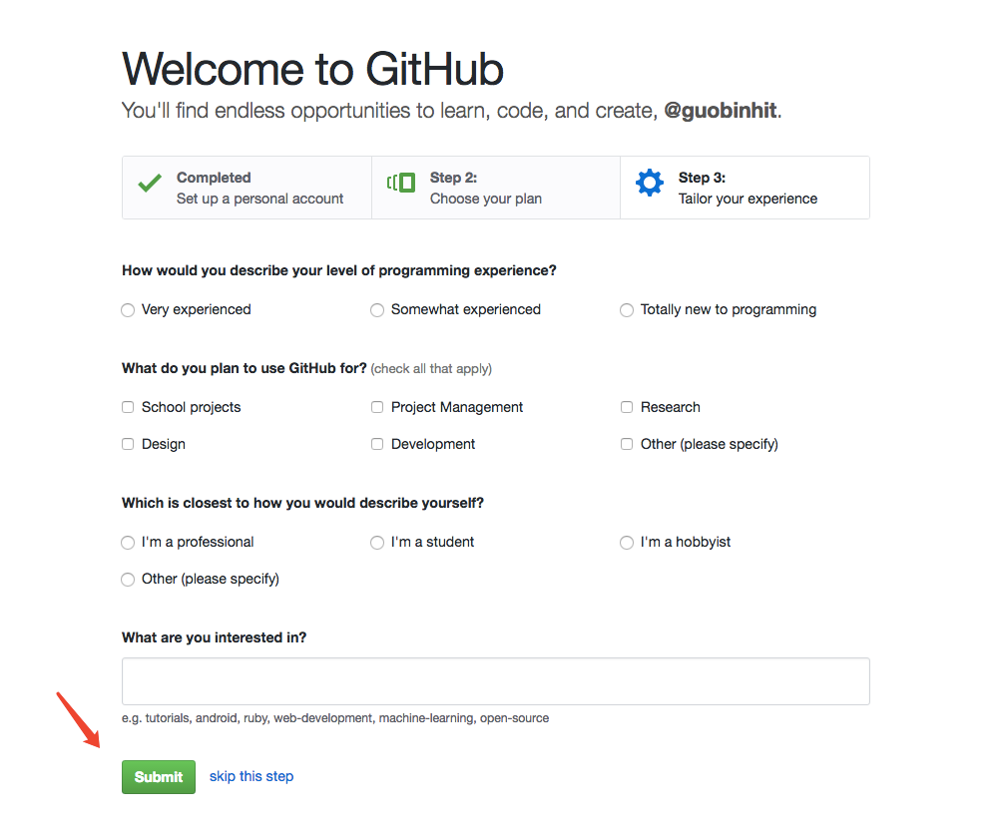 Welcome to GitHub
You'll find endless opportunities to learn, code, and create, @guobinhit.
Completed
Set up a personal account
Step 2:
Choose your plan
Step 3:
Tailor your experience
How would you describe your level of programming experience?
Very experienced
Somewhat experienced
Totally new to programming
What do you plan to use GitHub for? (check all that apply)
School projects
Project Management
Research
Design
Development
Other (please specify)
Which is closest to how you would describe yourself?
I'm a professional
I'm a student
I'm a hobbyist
Other (please specify)
What are you interested in?
e.g. tutorials, android, ruby, web-development, machine-learning, open-source
Submit
skip this step